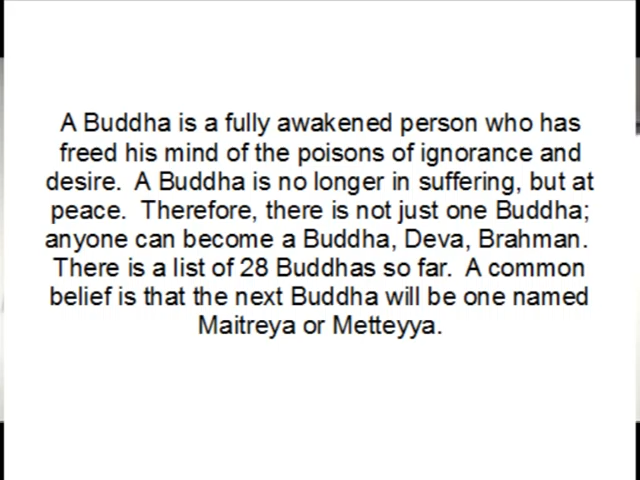 A Buddha is a fully awakened person who has
freed his mind of the poisons of ignorance and
desire.  A Buddha is no longer in suffering, but at
peace.  Therefore, there is not just one Buddha;
anyone can become a Buddha, Deva, Brahman.
There is a list of 28 Buddhas so far.  A common
belief is that the next Buddha will be one named
Maitreya or Metteyya.